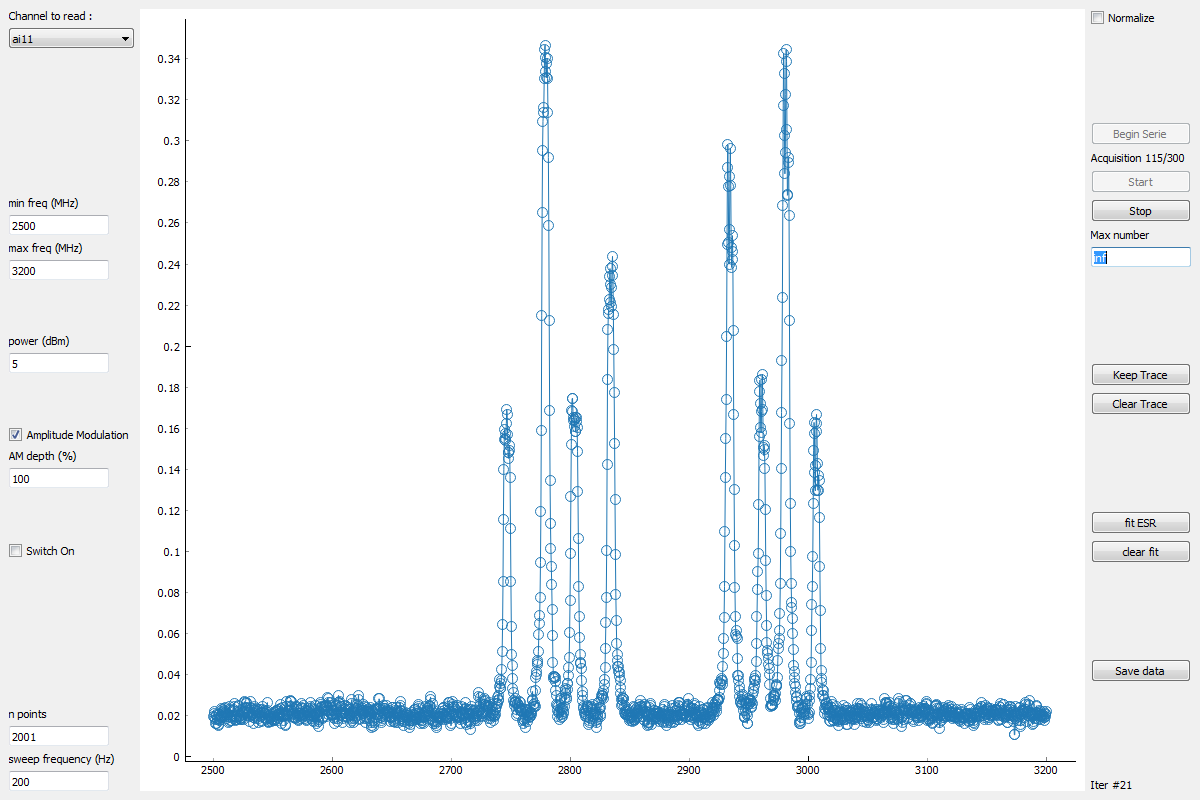 Channel to read :
ai11
min freq (MHz)
2500
max freq (MHz)
3200
power (dBm)
5
Amplitude Modulation
AM depth (%)
100
Switch On
n points
2001
sweep frequency (Hz)
200
0.34
0.32
0.3
0.28
0.26
0.24
0.22
0.2
0.18
0.16
0.14
0.12
0.1
0.08
0.06
0.04
0.02
0
2500 2600 2700 2800 2900 3000 3100 3200
Normalize
Begin Serie
Acquisition 115/300
Start
Stop
Max number
inf
Keep Trace
Clear Trace
fit ESR
clear fit
Save data
Iter #21